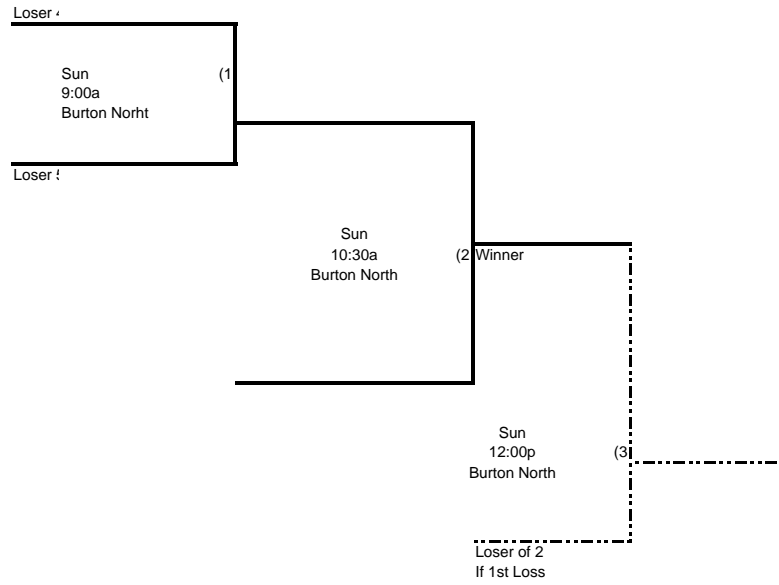 Loser
Sun (1
9:00a
Burton Norht
Loser
Sun
10:30a (2 Winner
Burton North
Sun
12:00p (3
Burton North
Loser of 2
If 1st Loss